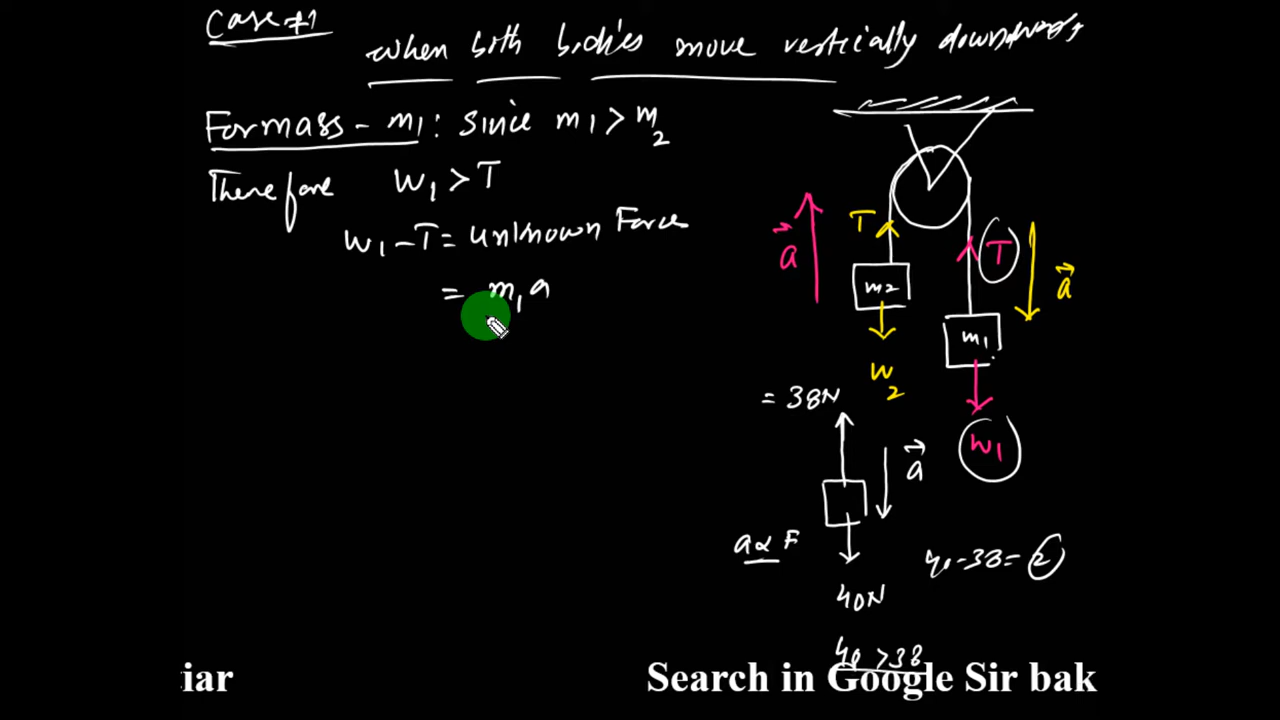 Case #1
when both bodies move vertically downwards
For mass - m1: Since m1 > m2
Therefore W1 > T
W1 - T = unknown Force
= m1 a
T
a
m2
W2
T
a
m1
W1
= 38N
a
a ∝ F
40N
40-38= 2
40 >38
iar
Search in Google Sir bak